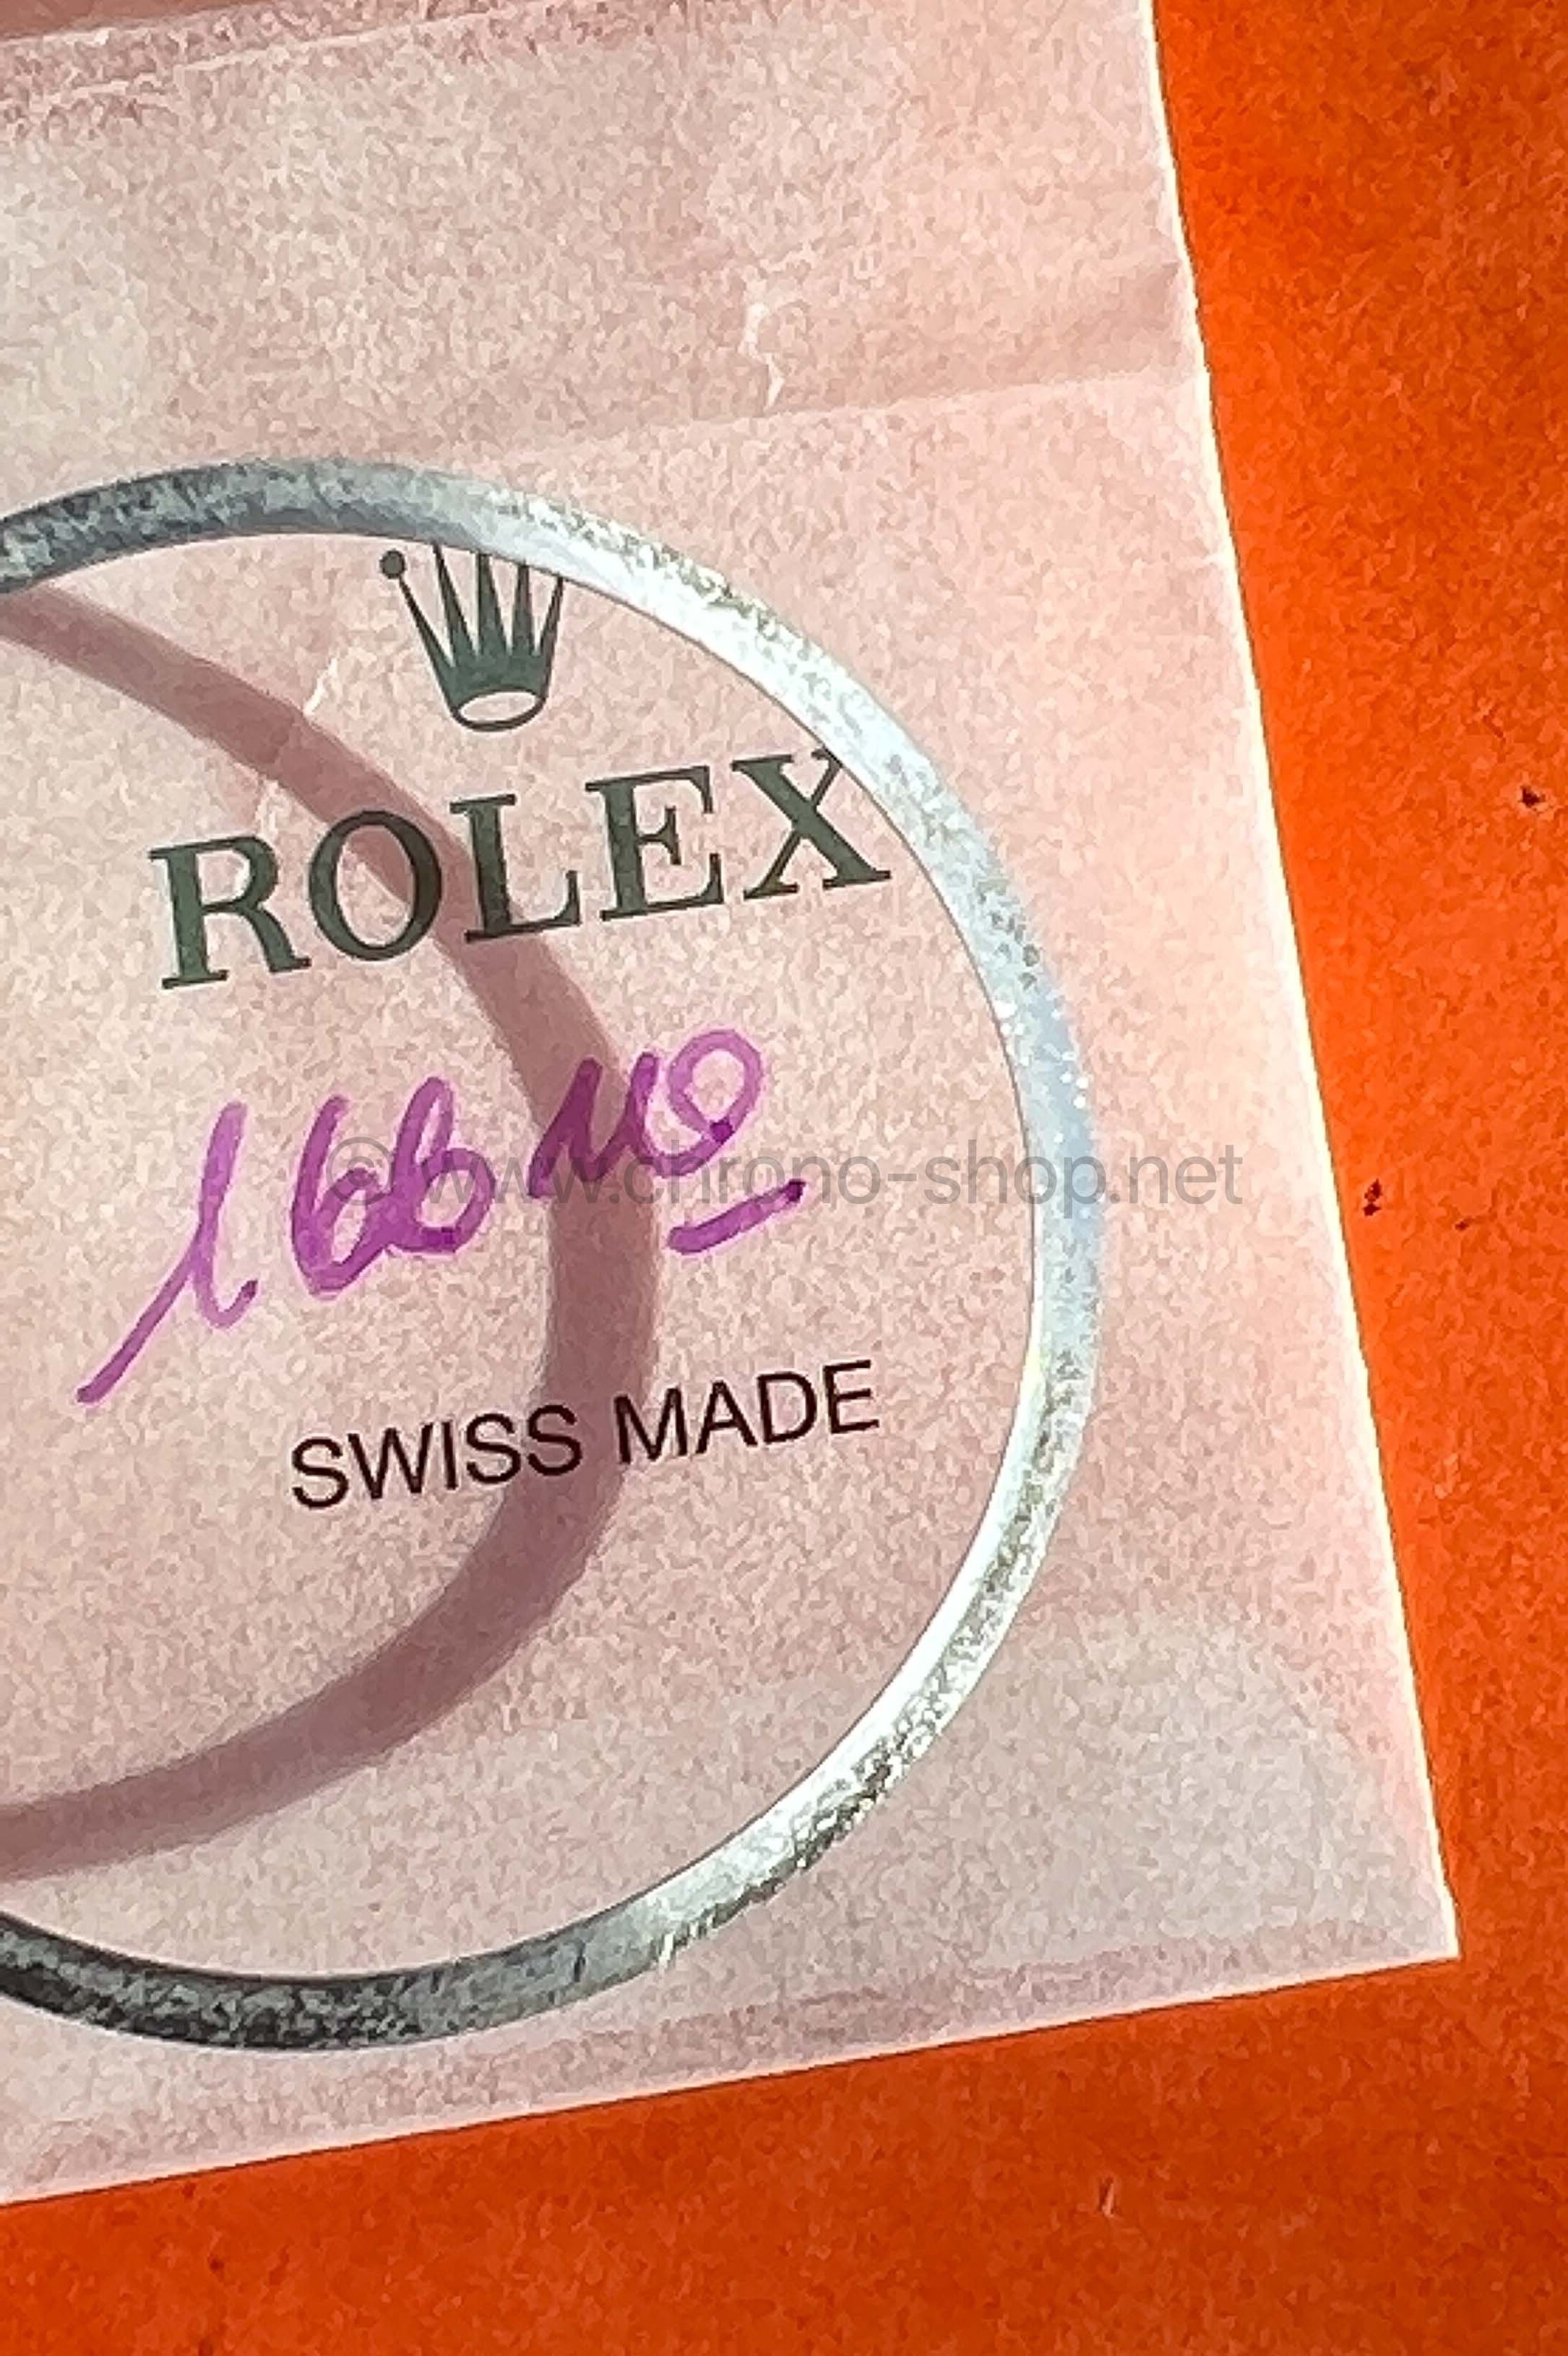 ROLEX
16610
© www.chrono-shop.net
SWISS MADE